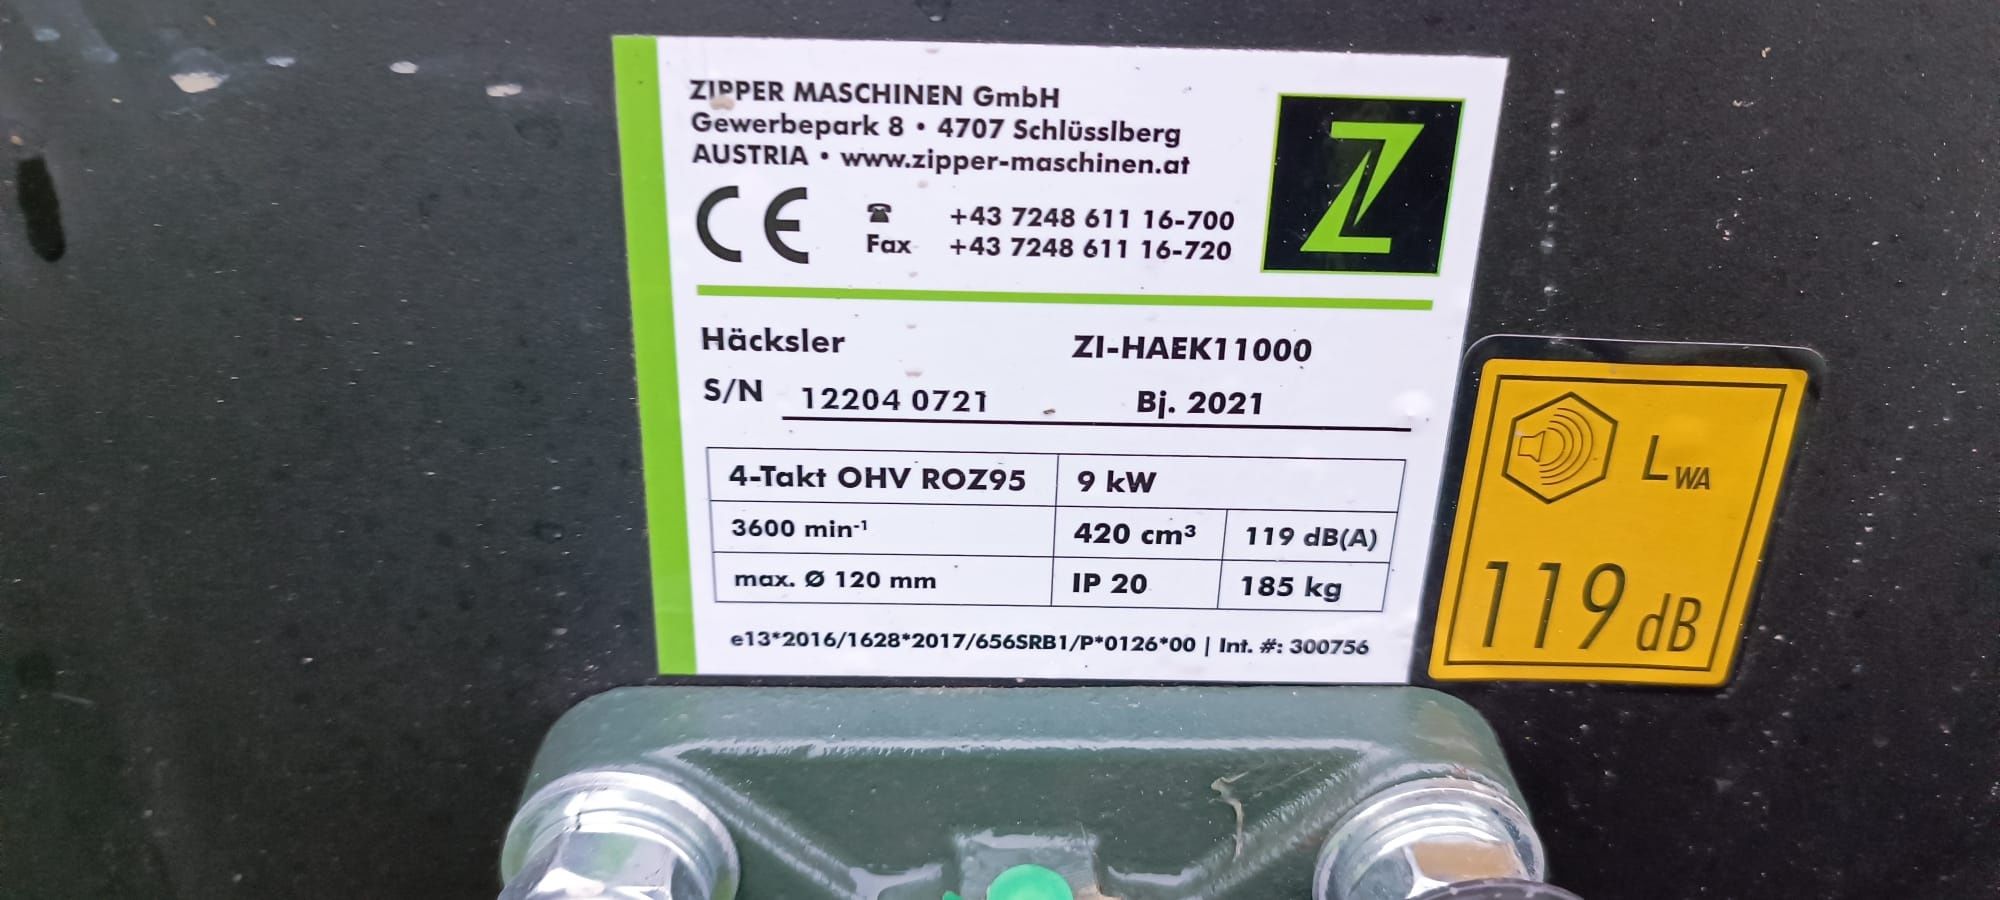 ZIPPER MASCHINEN GmbH
Gewerbepark 8 • 4707 Schlüsslberg
AUSTRIA • www.zipper-maschinen.at
CE
☎ +43 7248 611 16-700
Fax +43 7248 611 16-720
Z
Häcksler ZI-HAEK11000
S/N 12204 0721 Bj. 2021
4-Takt OHV ROZ95 9 kW
3600 min⁻¹ 420 cm³ 119 dB(A)
max. Ø 120 mm IP 20 185 kg
e13*2016/1628*2017/656SRB1/P*0126*00 | Int. #: 300756
LWA
119 dB